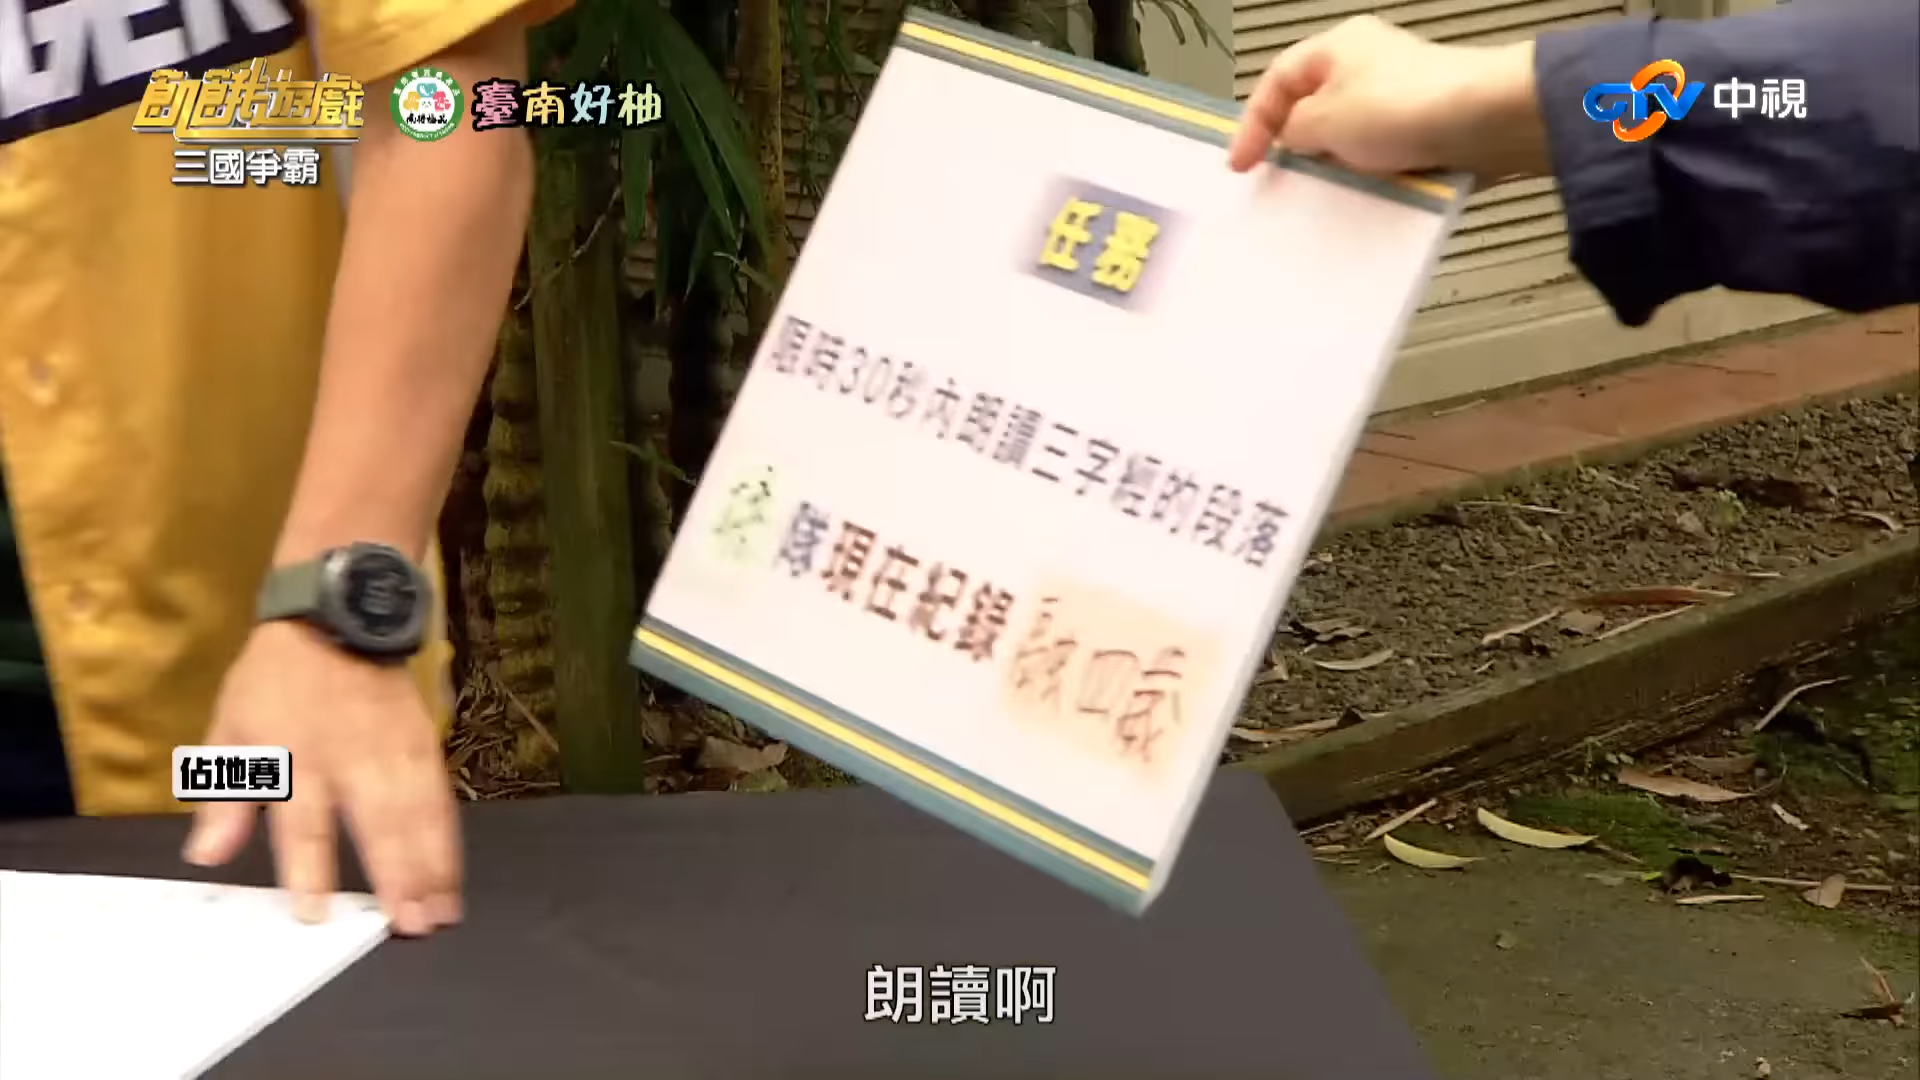 飢餓遊戲
三國爭霸
臺南好柚
CTV 中視
任務
限時30秒內朗讀三字經的段落
隊現在紀錄
佔地賽
朗讀啊